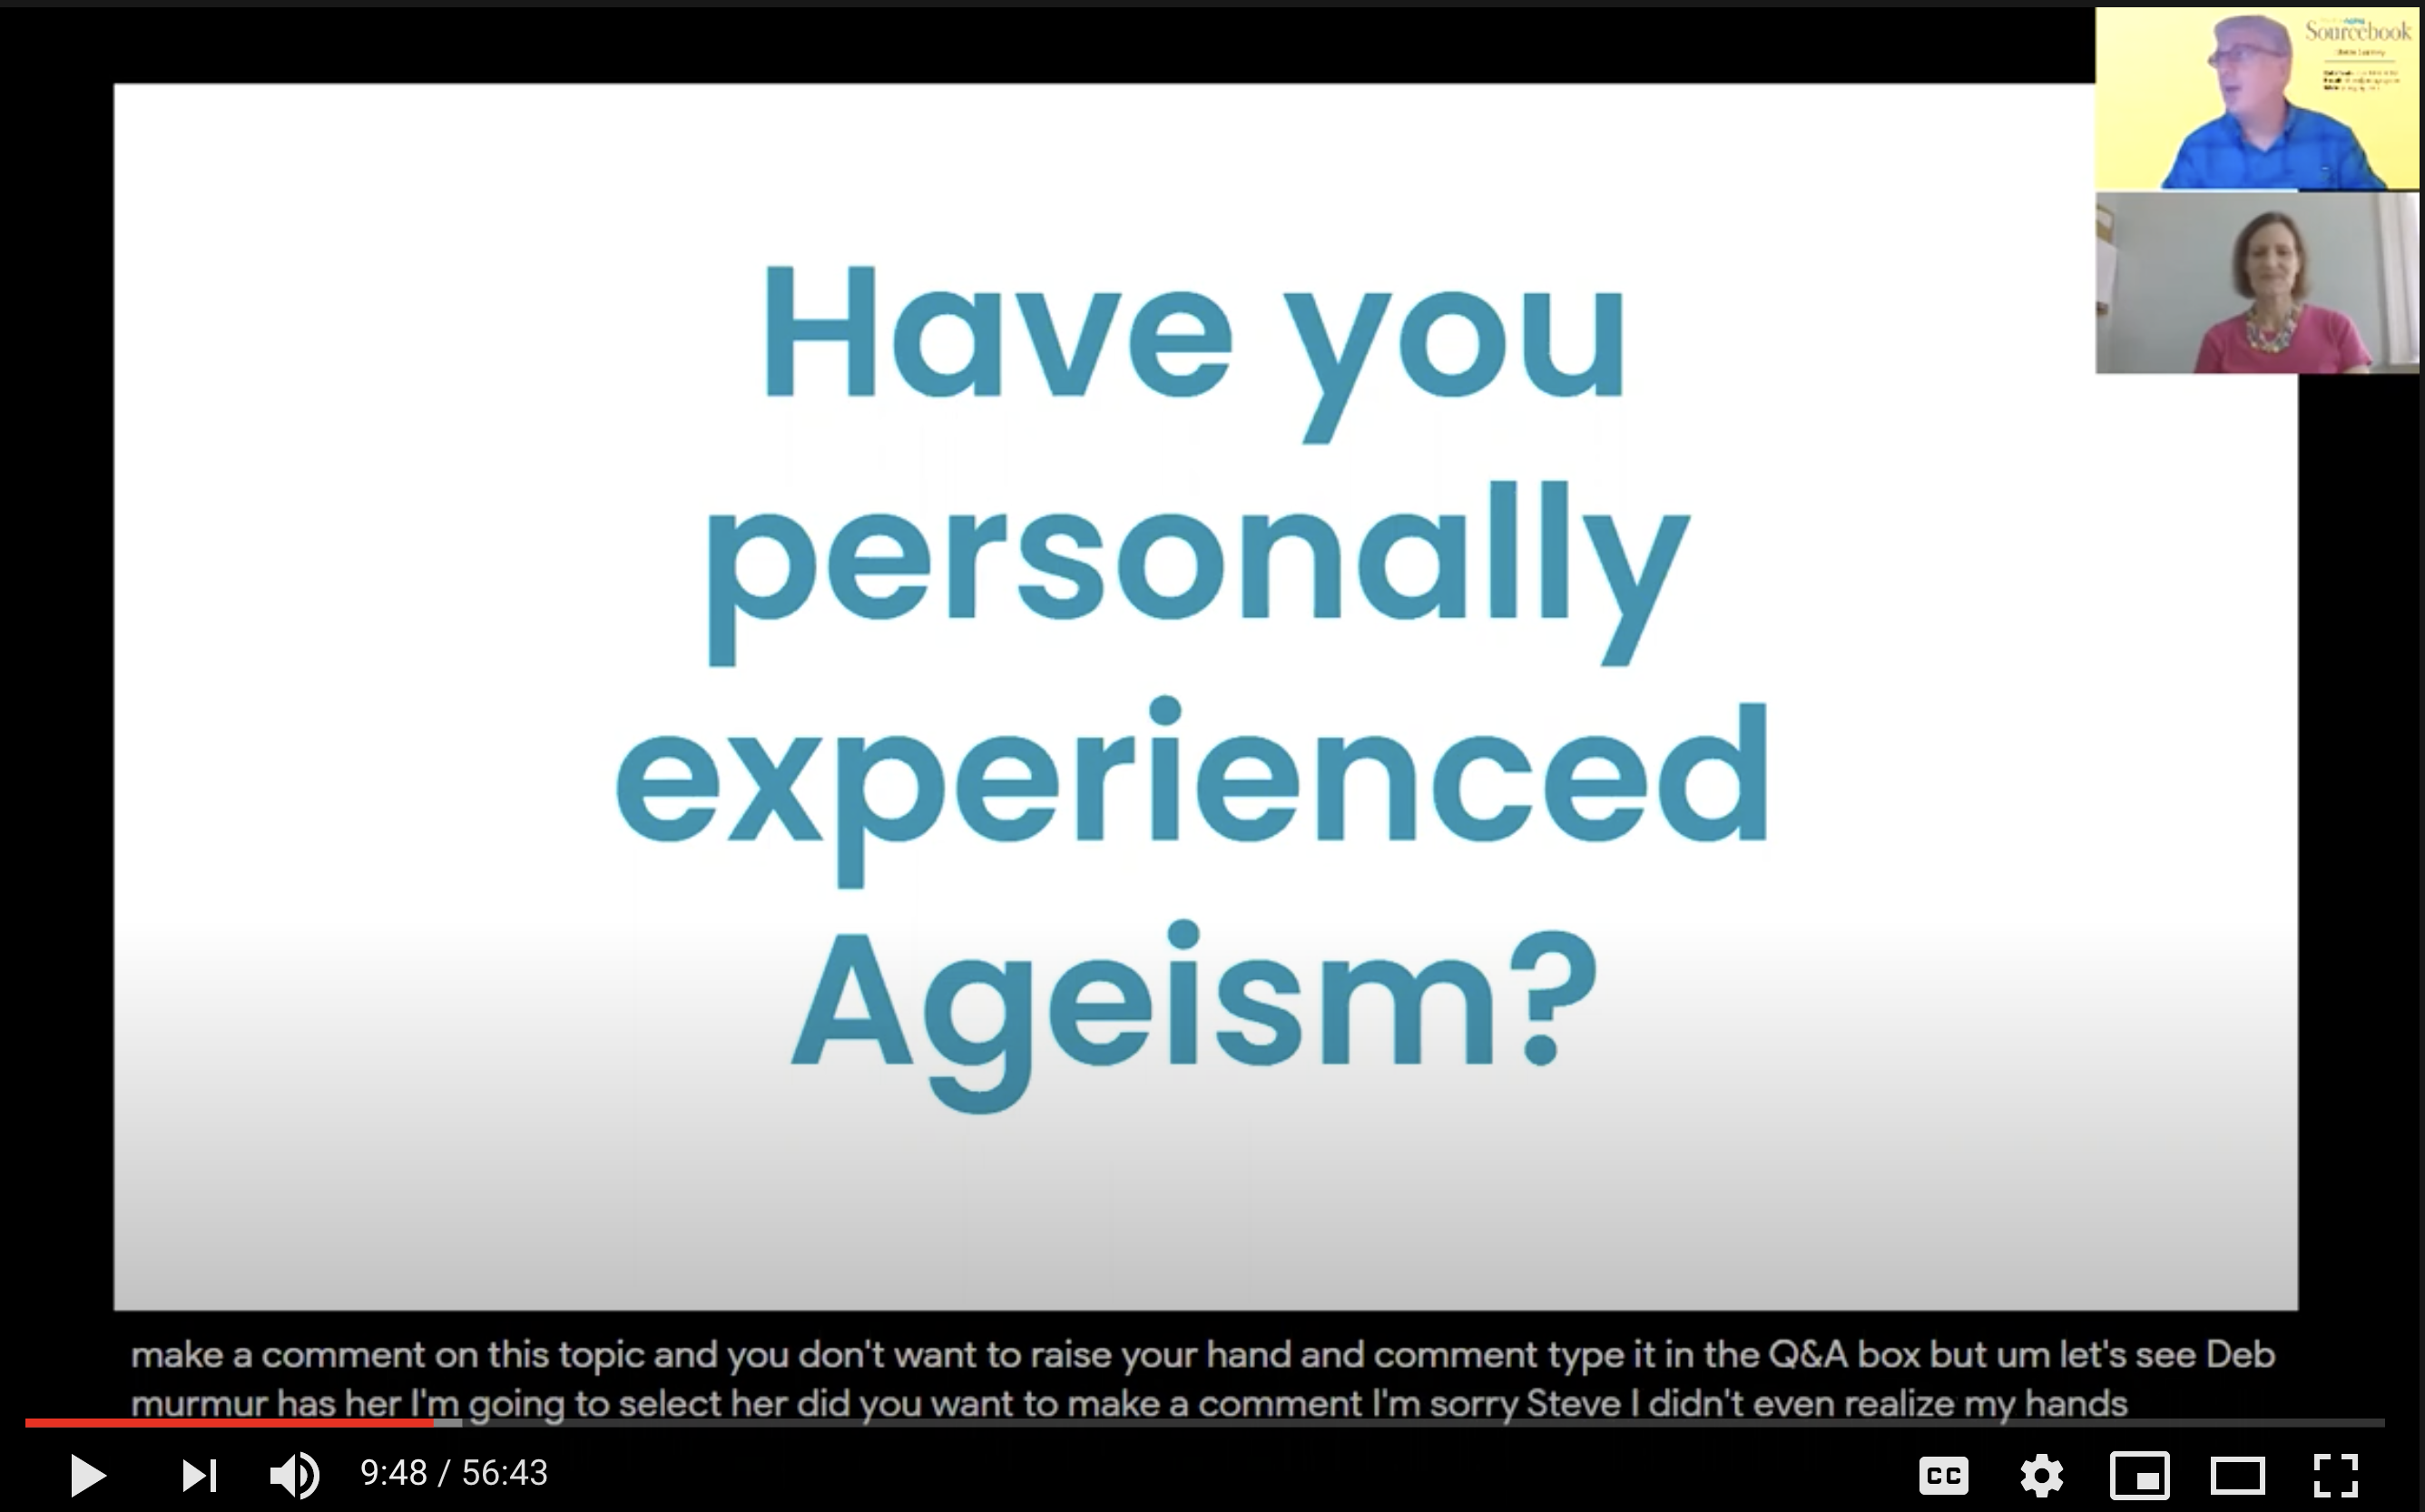 Sourcebook
Have you
personally
experienced
Ageism?
make a comment on this topic and you don't want to raise your hand and comment type it in the Q&A box but um let's see Deb
murmur has her I'm going to select her did you want to make a comment I'm sorry Steve I didn't even realize my hands
9:48 / 56:43
CC